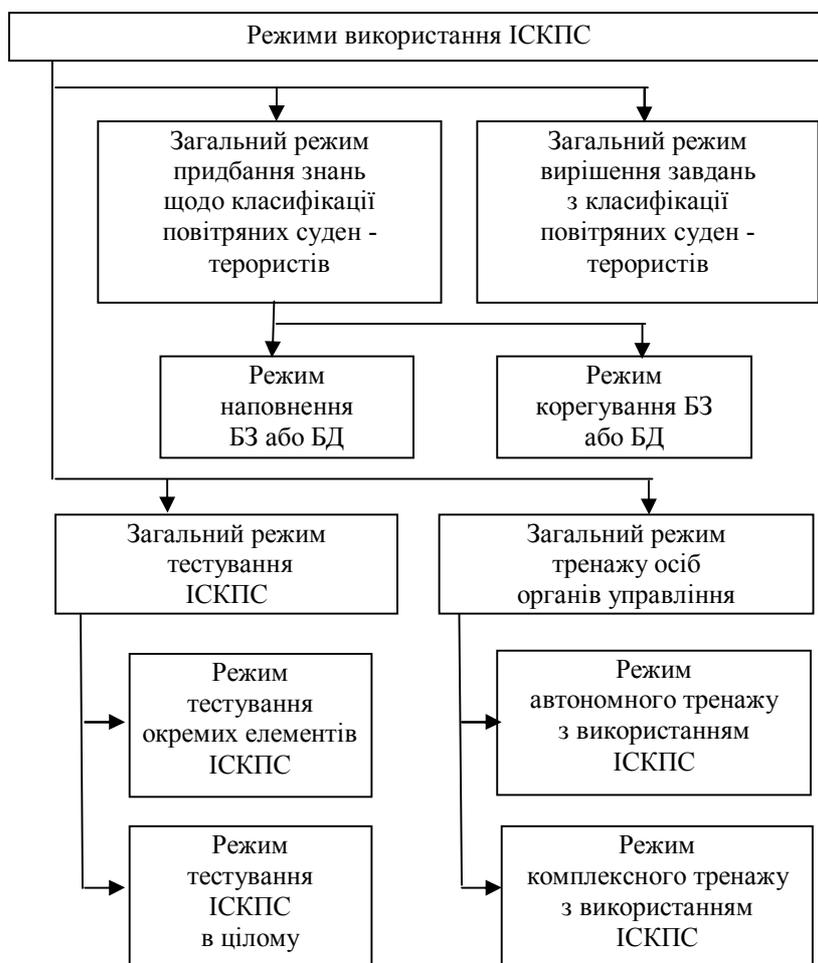 Режими використання ІСКПС
Загальний режим
придбання знань
щодо класифікації
повітряних суден -
терористів
Загальний режим
вирішення завдань
з класифікації
повітряних суден -
терористів
Режим
наповнення
БЗ або БД
Режим
корегування БЗ
або БД
Загальний режим
тестування
ІСКПС
Загальний режим
тренажу осіб
органів управління
Режим
тестування
окремих елементів
ІСКПС
Режим
автономного тренажу
з використанням
ІСКПС
Режим
тестування
ІСКПС
в цілому
Режим
комплексного тренажу
з використанням
ІСКПС